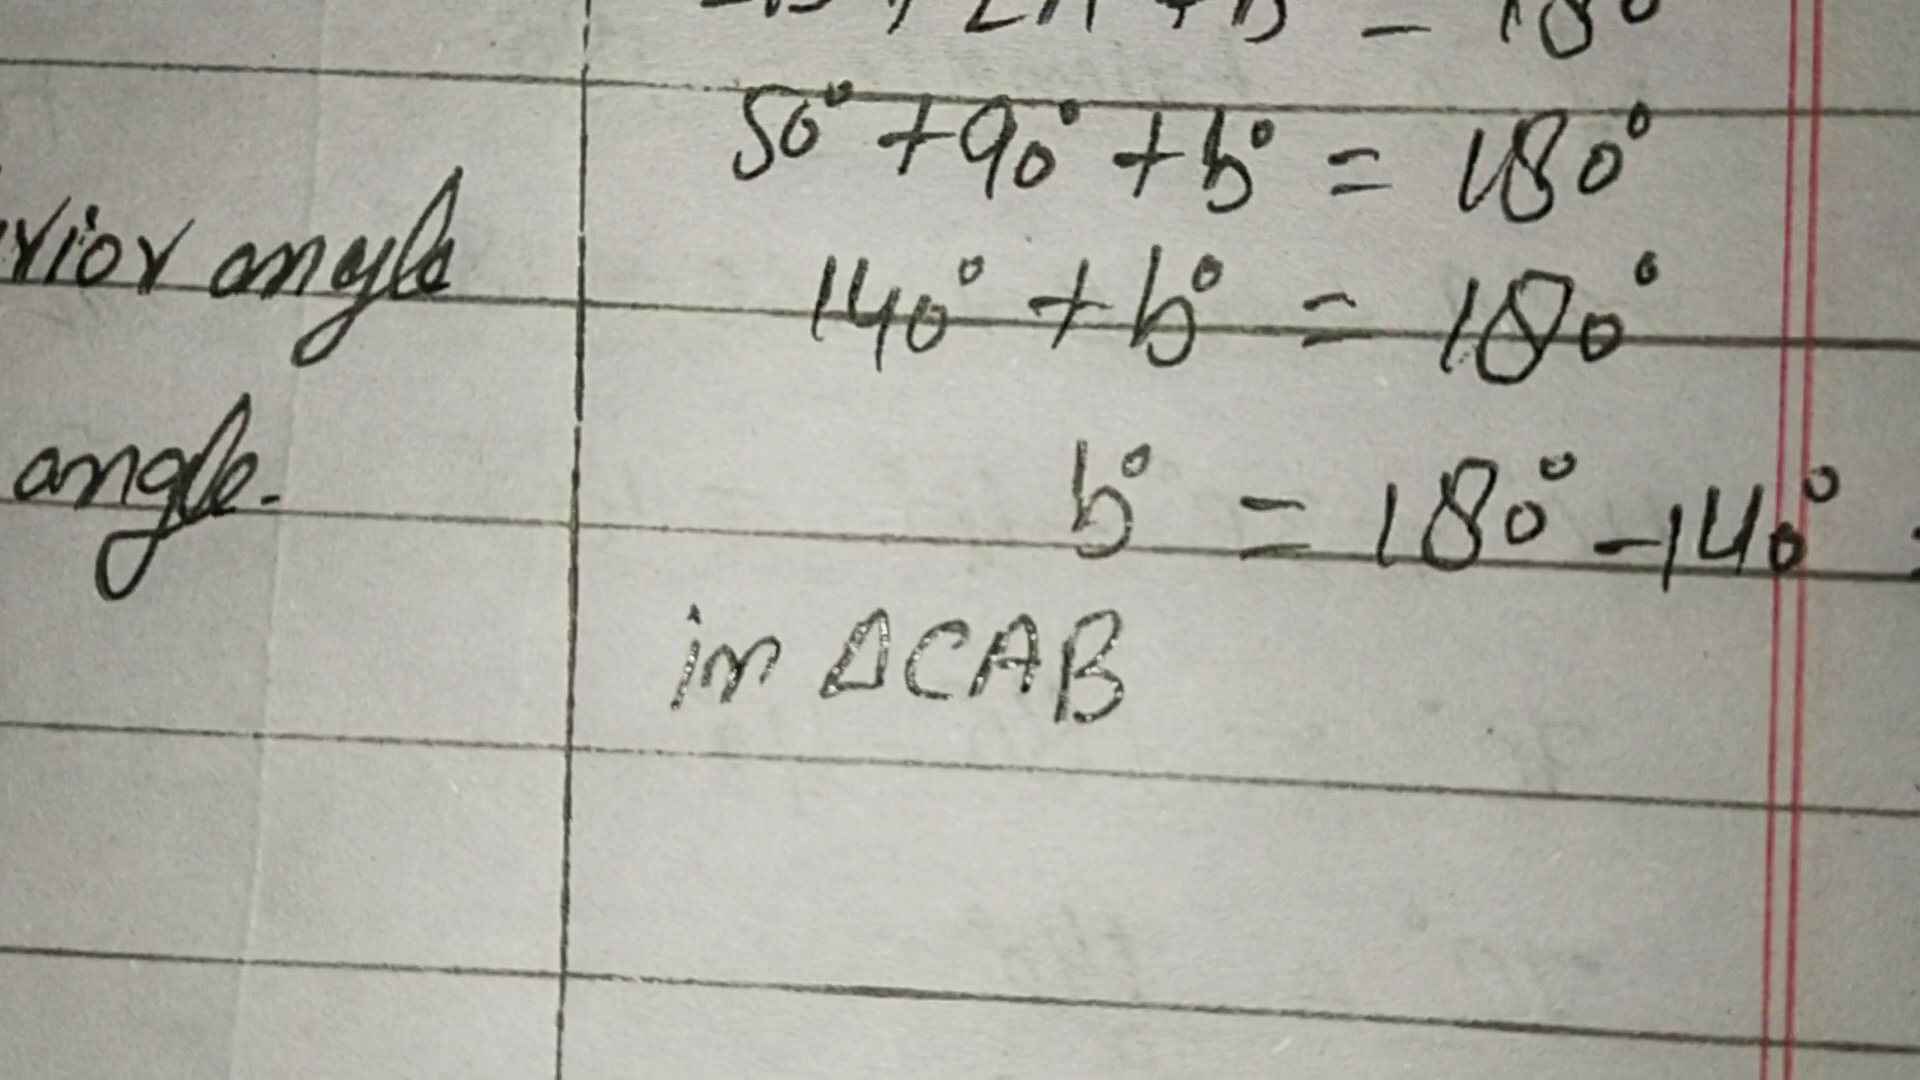 50° + 90° + b° = 180°
rior angle
140° + b° = 180°
angle.
b° = 180° - 140°
in ΔCAB